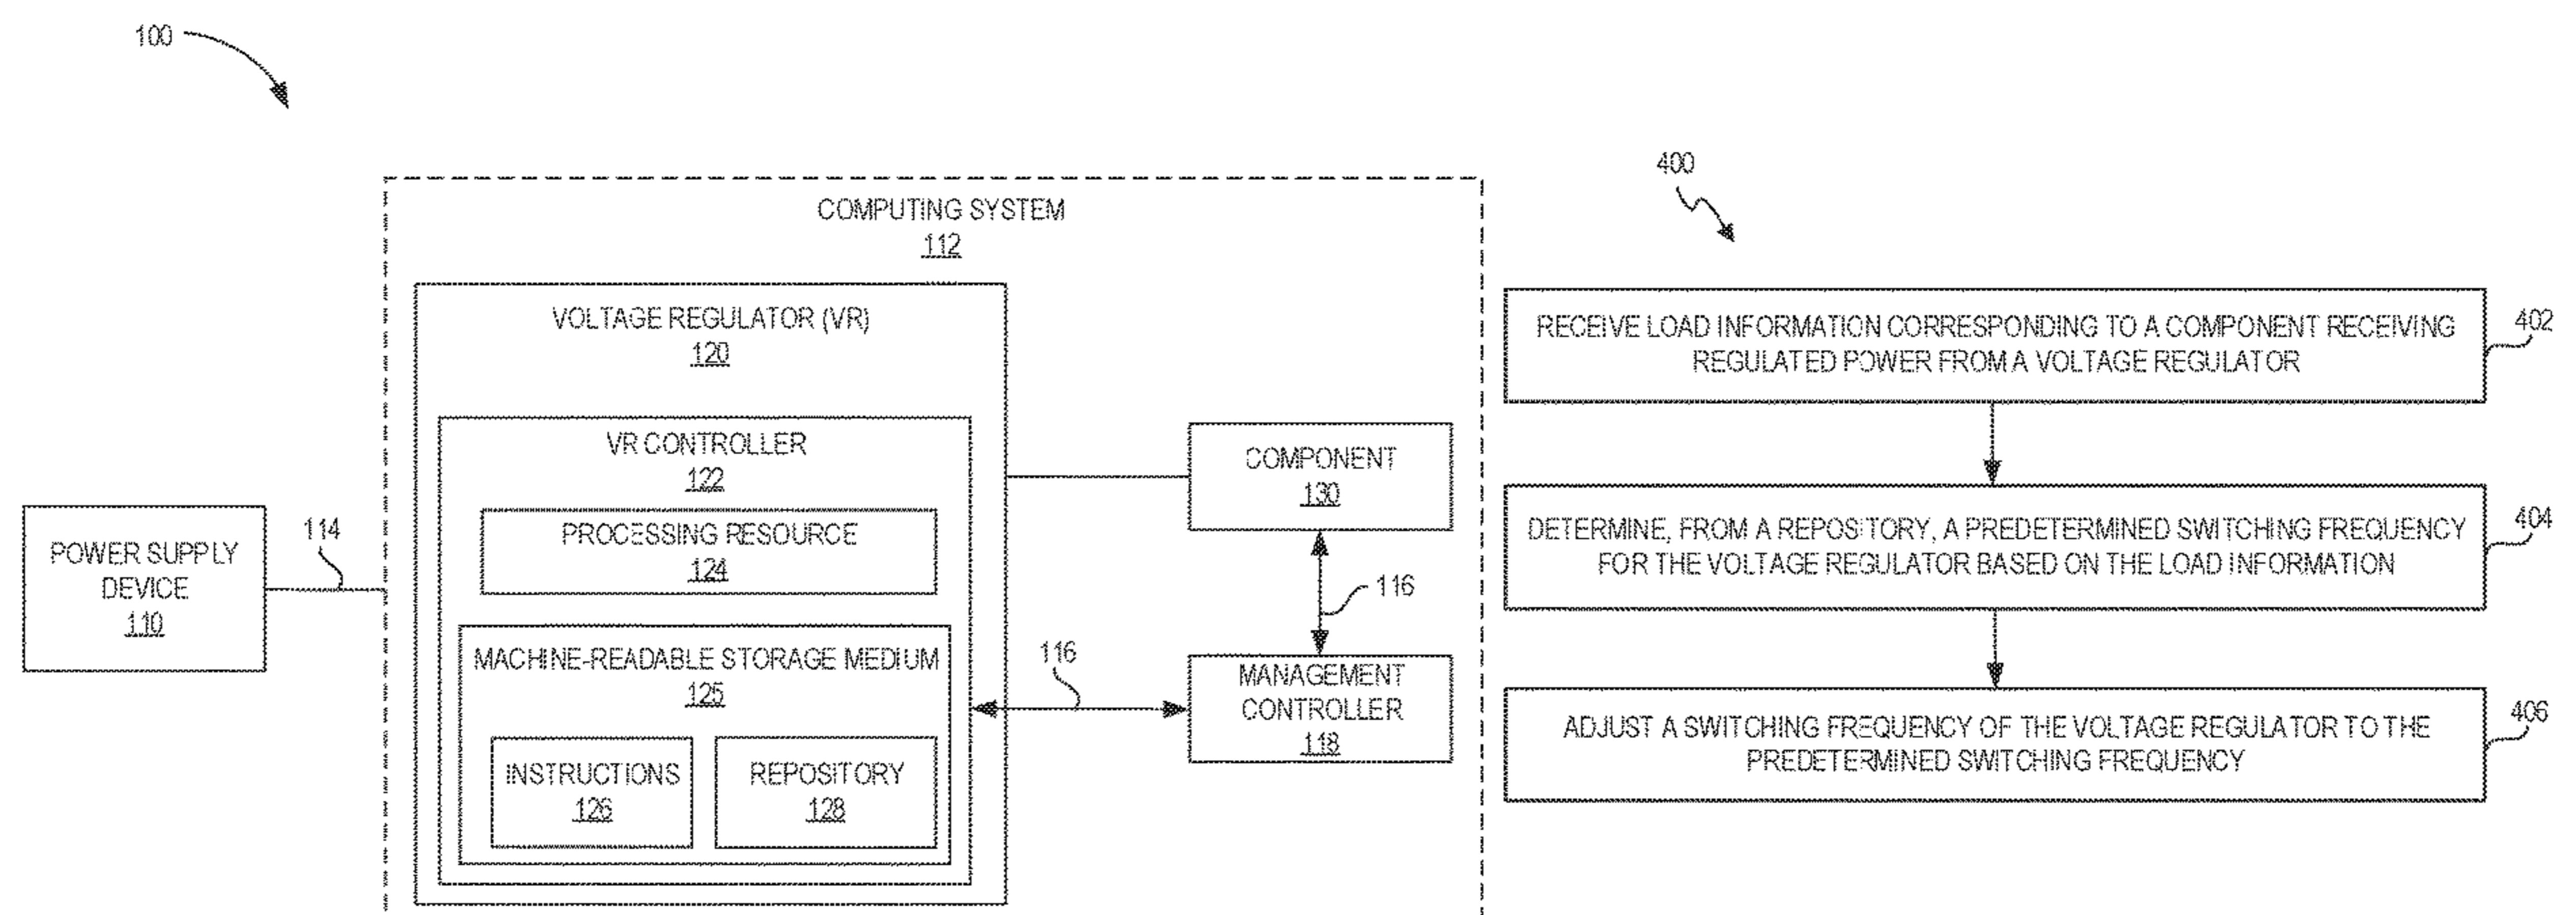 100
COMPUTING SYSTEM
112
VOLTAGE REGULATOR (VR)
120
VR CONTROLLER
122
PROCESSING RESOURCE
124
MACHINE-READABLE STORAGE MEDIUM
125
INSTRUCTIONS
126
REPOSITORY
128
POWER SUPPLY
DEVICE
110
114
COMPONENT
130
116
116
MANAGEMENT
CONTROLLER
118
400
RECEIVE LOAD INFORMATION CORRESPONDING TO A COMPONENT RECEIVING
REGULATED POWER FROM A VOLTAGE REGULATOR
402
DETERMINE, FROM A REPOSITORY, A PREDETERMINED SWITCHING FREQUENCY
FOR THE VOLTAGE REGULATOR BASED ON THE LOAD INFORMATION
404
ADJUST A SWITCHING FREQUENCY OF THE VOLTAGE REGULATOR TO THE
PREDETERMINED SWITCHING FREQUENCY
406